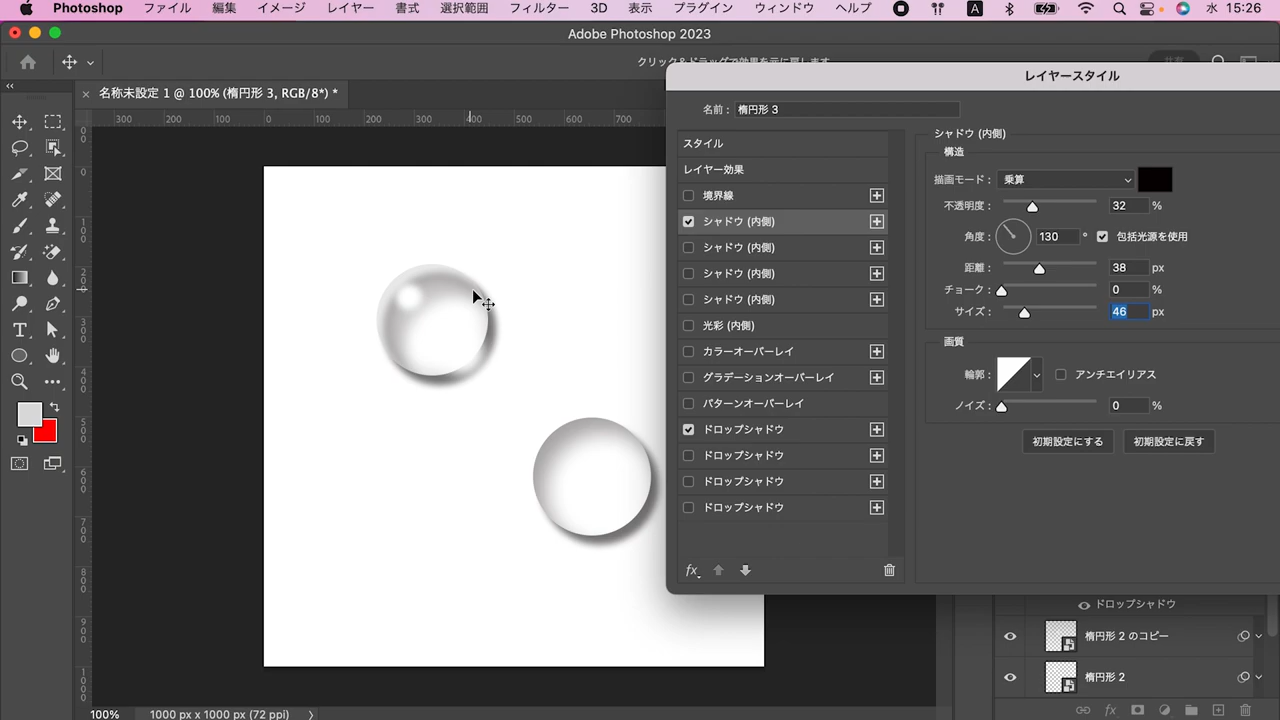 Photoshop ファイル 編集 イメージ レイヤー 書式 選択範囲 フィルター 3D 表示 プラグイン ウィンドウ ヘルプ A 水 15:26
Adobe Photoshop 2023
クリック＆ドラッグで効果を元に戻します。
共有
レイヤースタイル
名称未設定 1 @ 100% (楕円形 3, RGB/8*) *
名前： 楕円形 3
300 200 100 0 100 200 300 400 500 600 700
0
100
200
300
400
500
600
700
800
900
1000
スタイル
レイヤー効果
境界線
シャドウ (内側)
シャドウ (内側)
シャドウ (内側)
シャドウ (内側)
光彩 (内側)
カラーオーバーレイ
グラデーションオーバーレイ
パターンオーバーレイ
ドロップシャドウ
ドロップシャドウ
ドロップシャドウ
ドロップシャドウ
fx
シャドウ (内側)
構造
描画モード： 乗算
不透明度： 32 %
角度： 130 ° 包括光源を使用
距離： 38 px
チョーク： 0 %
サイズ： 46 px
画質
輪郭： アンチエイリアス
ノイズ： 0 %
初期設定にする 初期設定に戻す
ドロップシャドウ
楕円形 2 のコピー
楕円形 2
fx
100% 1000 px x 1000 px (72 ppi)